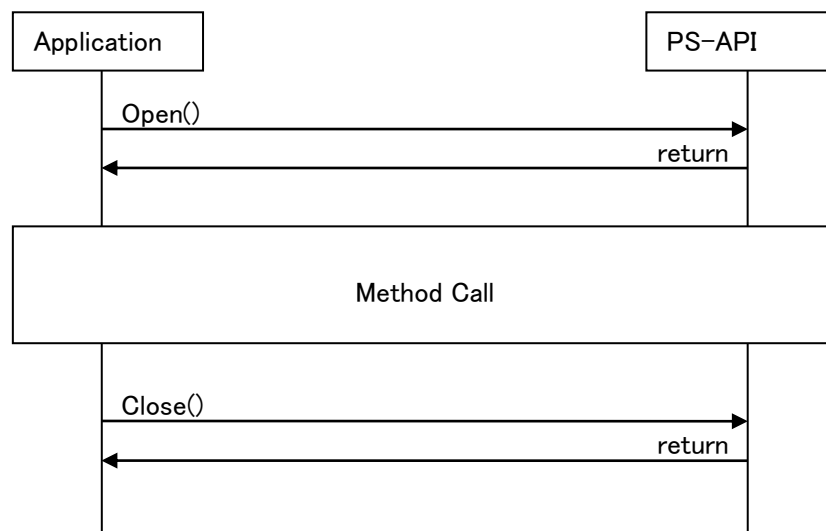 Application
PS-API
Open()
return
Method Call
Close()
return